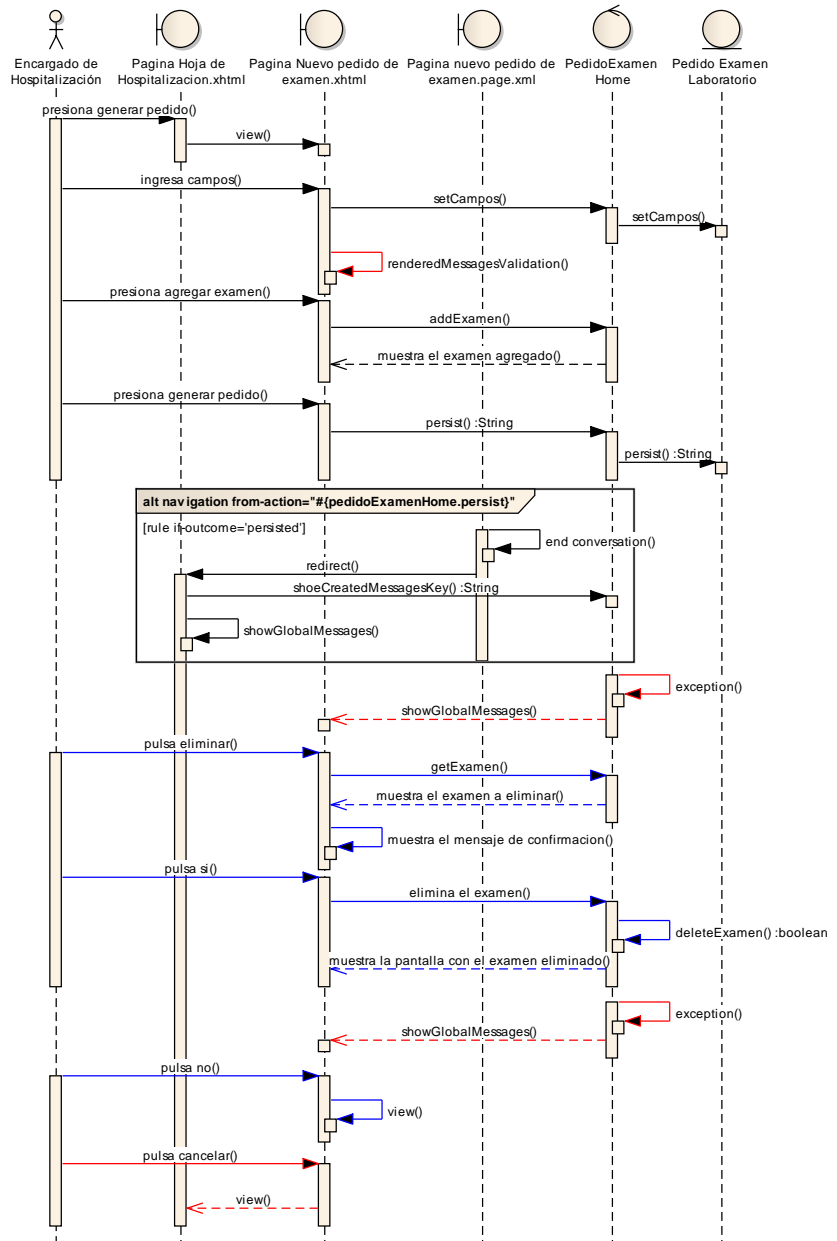 Encargado de
Hospitalización
Pagina Hoja de
Hospitalizacion.xhtml
Pagina Nuevo pedido de
examen.xhtml
Pagina nuevo pedido de
examen.page.xml
PedidoExamen
Home
Pedido Examen
Laboratorio
presiona generar pedido()
view()
ingresa campos()
setCampos()
setCampos()
renderedMessagesValidation()
presiona agregar examen()
addExamen()
muestra el examen agregado()
presiona generar pedido()
persist() :String
persist() :String
alt navigation from-action="#{pedidoExamenHome.persist}"
[rule if-outcome='persisted']
end conversation()
redirect()
shoeCreatedMessagesKey() :String
showGlobalMessages()
exception()
showGlobalMessages()
pulsa eliminar()
getExamen()
muestra el examen a eliminar()
muestra el mensaje de confirmacion()
pulsa si()
elimina el examen()
deleteExamen() :boolean
muestra la pantalla con el examen eliminado()
exception()
showGlobalMessages()
pulsa no()
view()
pulsa cancelar()
view()